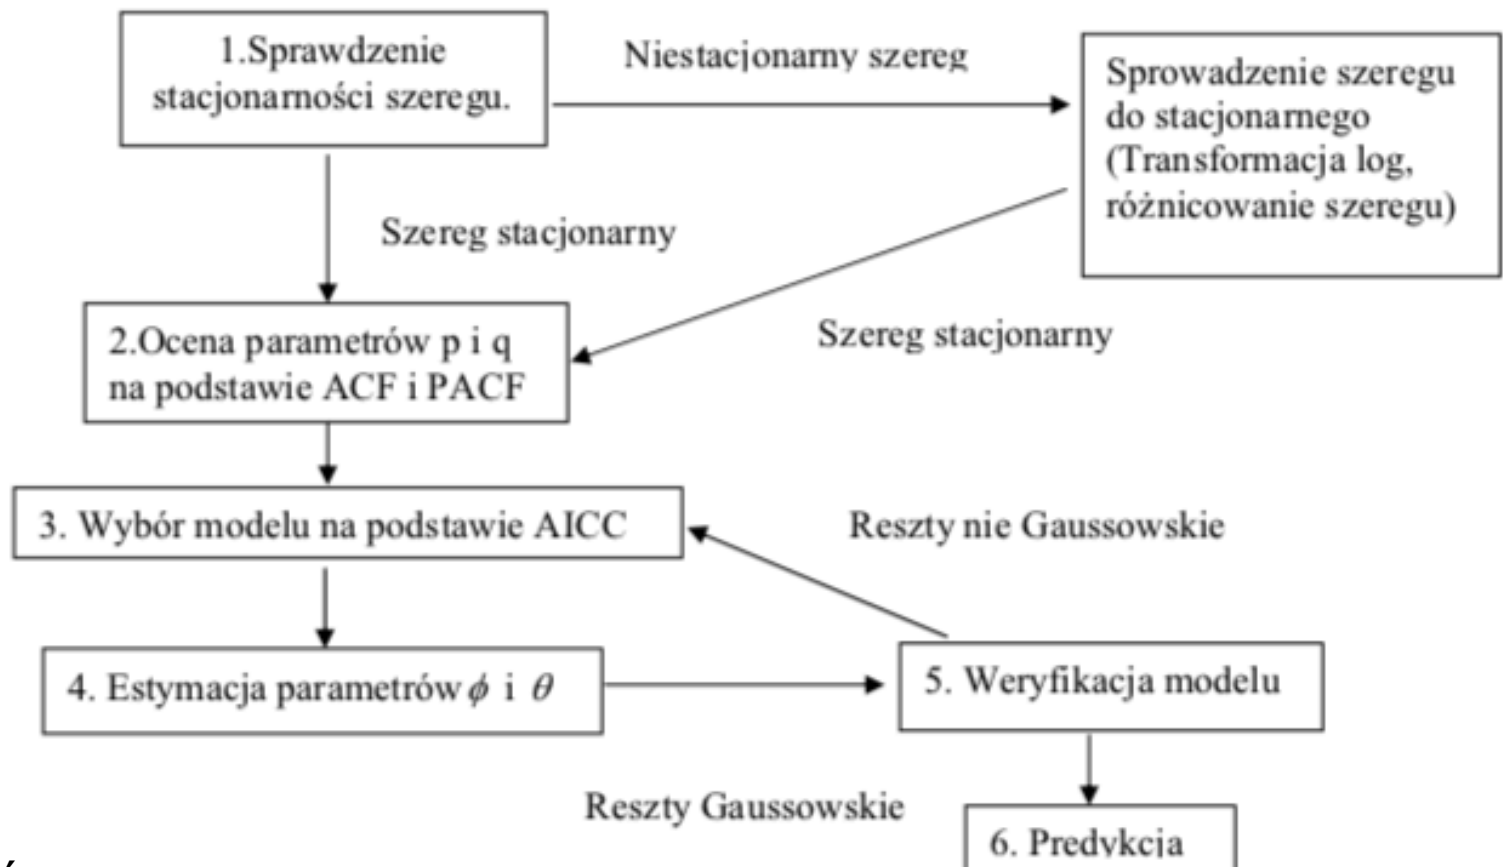 1.Sprawdzenie
stacjonarności szeregu.
Niestacjonarny szereg
Sprowadzenie szeregu
do stacjonarnego
(Transformacja log,
różnicowanie szeregu)
Szereg stacjonarny
Szereg stacjonarny
2.Ocena parametrów p i q
na podstawie ACF i PACF
3. Wybór modelu na podstawie AICC
Reszty nie Gaussowskie
4. Estymacja parametrów ϕ i θ
5. Weryfikacja modelu
Reszty Gaussowskie
6. Predykcja